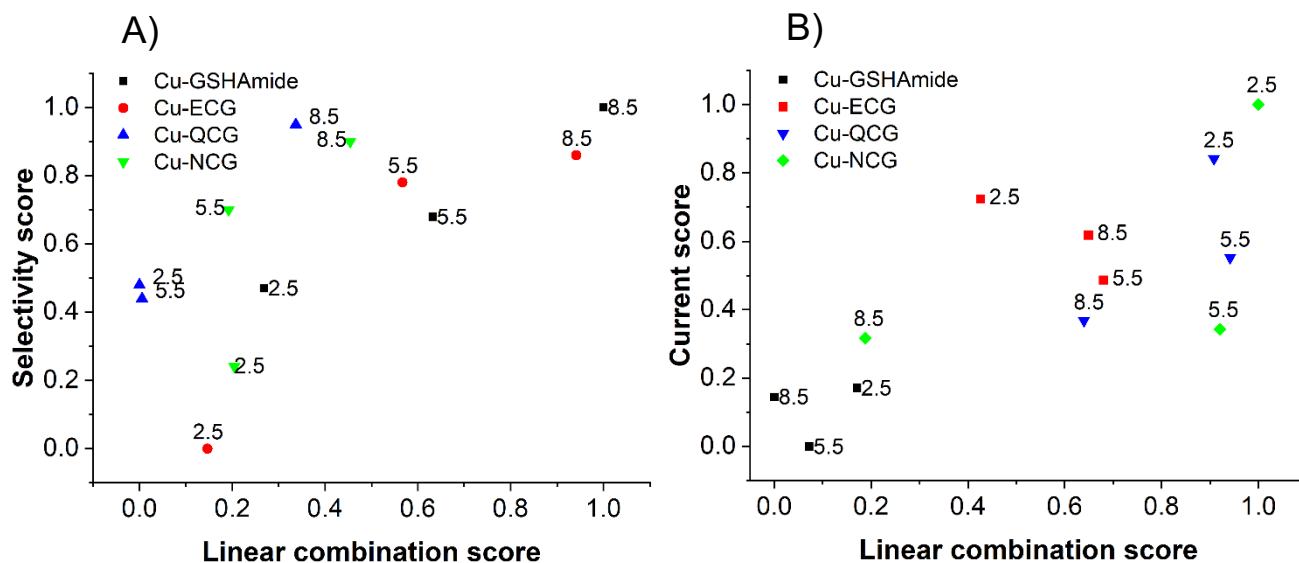 A)
Cu-GSHAmide
Cu-ECG
Cu-QCG
Cu-NCG
Selectivity score
1.0
0.8
0.6
0.4
0.2
0.0
8.5
8.5
8.5
8.5
5.5
5.5
5.5
2.5
5.5
2.5
2.5
2.5
0.0 0.2 0.4 0.6 0.8 1.0
Linear combination score
B)
Cu-GSHAmide
Cu-ECG
Cu-QCG
Cu-NCG
Current score
1.0
0.8
0.6
0.4
0.2
0.0
2.5
2.5
2.5
8.5
5.5
5.5
8.5
5.5
8.5
2.5
8.5
5.5
0.0 0.2 0.4 0.6 0.8 1.0
Linear combination score